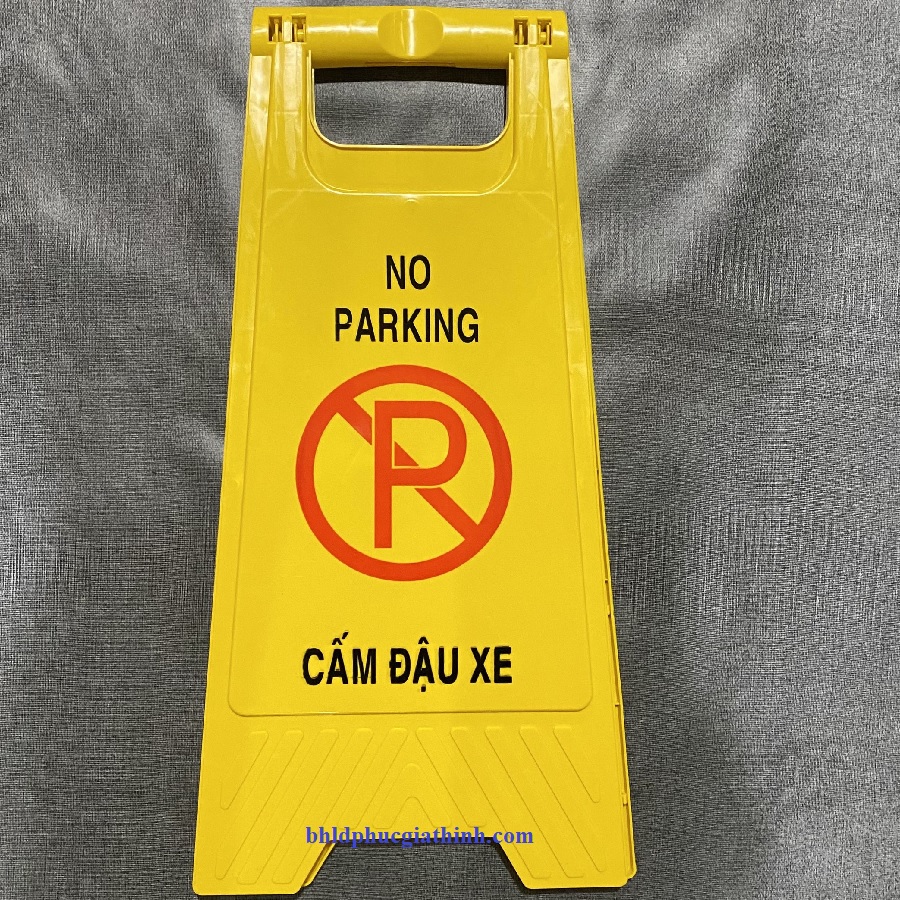 NO
PARKING
P
CẤM ĐẬU XE
bhldphucgiathinh.com